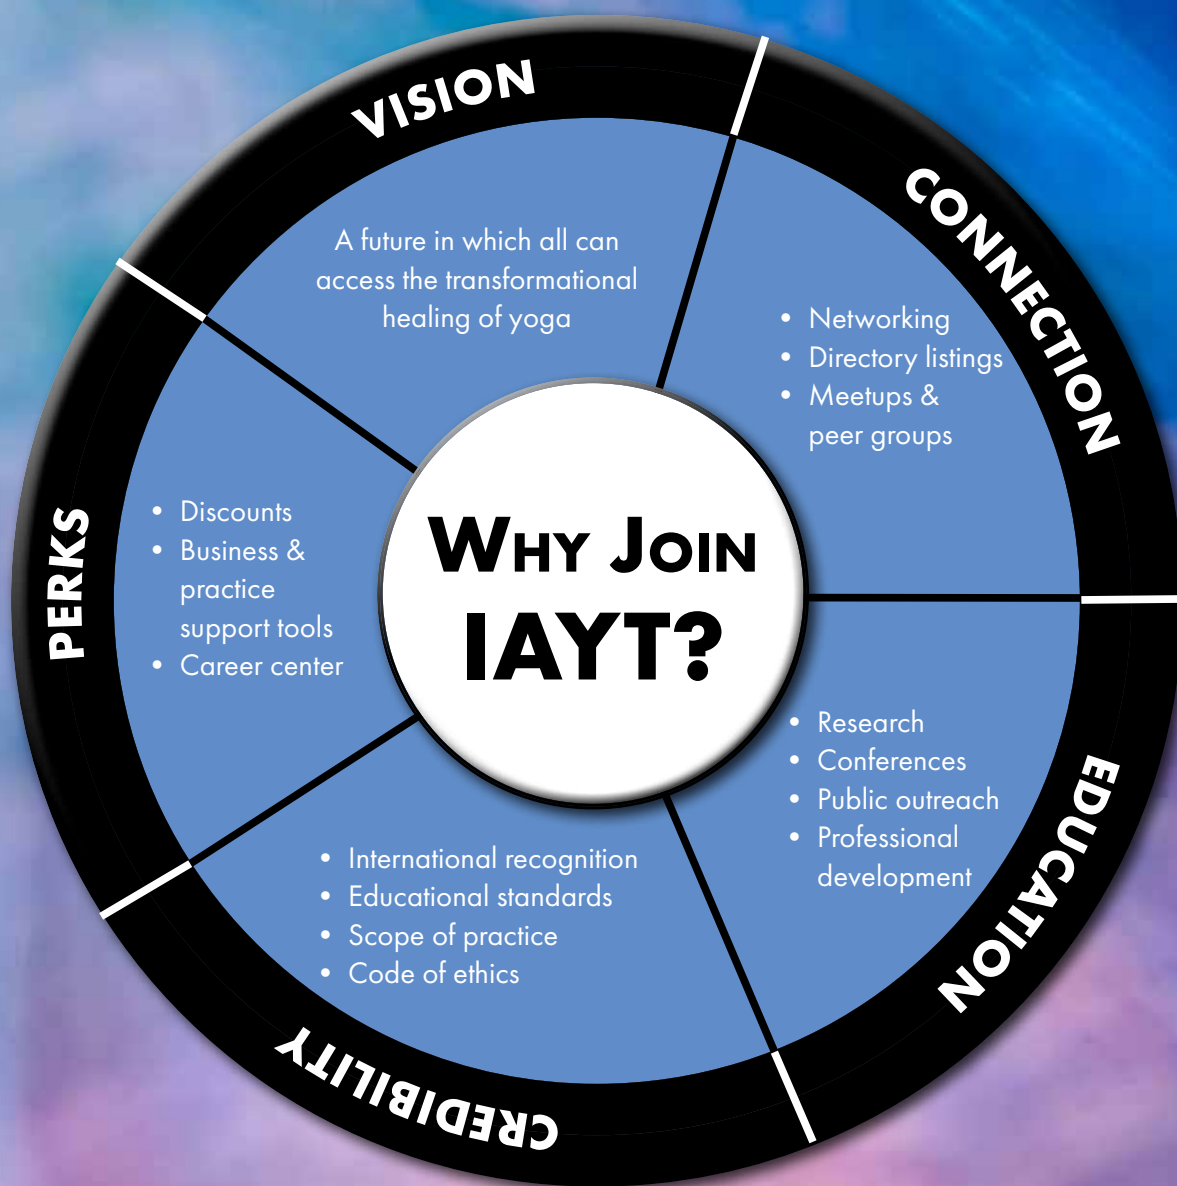 WHY JOIN
IAYT?
VISION
A future in which all can
access the transformational
healing of yoga
CONNECTION
• Networking
• Directory listings
• Meetups &
peer groups
EDUCATION
• Research
• Conferences
• Public outreach
• Professional
development
CREDIBILITY
• International recognition
• Educational standards
• Scope of practice
• Code of ethics
PERKS
• Discounts
• Business &
practice
support tools
• Career center